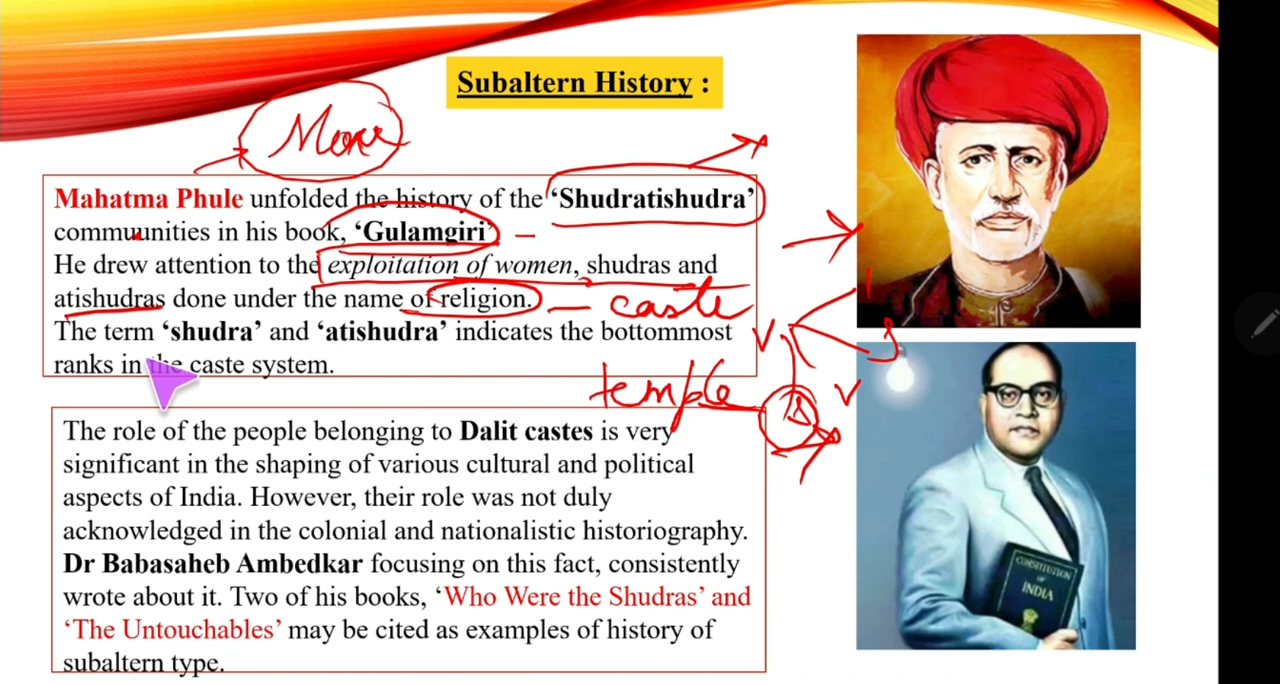 Subaltern History :
Mahatma Phule unfolded the history of the ‘Shudratishudra’
communities in his book, ‘Gulamgiri’
He drew attention to the exploitation of women, shudras and
atishudras done under the name of religion.
caste
The term ‘shudra’ and ‘atishudra’ indicates the bottommost
ranks in the caste system.
temple
The role of the people belonging to Dalit castes is very
significant in the shaping of various cultural and political
aspects of India. However, their role was not duly
acknowledged in the colonial and nationalistic historiography.
Dr Babasaheb Ambedkar focusing on this fact, consistently
wrote about it. Two of his books, ‘Who Were the Shudras’ and
‘The Untouchables’ may be cited as examples of history of
subaltern type.
CONSTITUTION
OF
INDIA